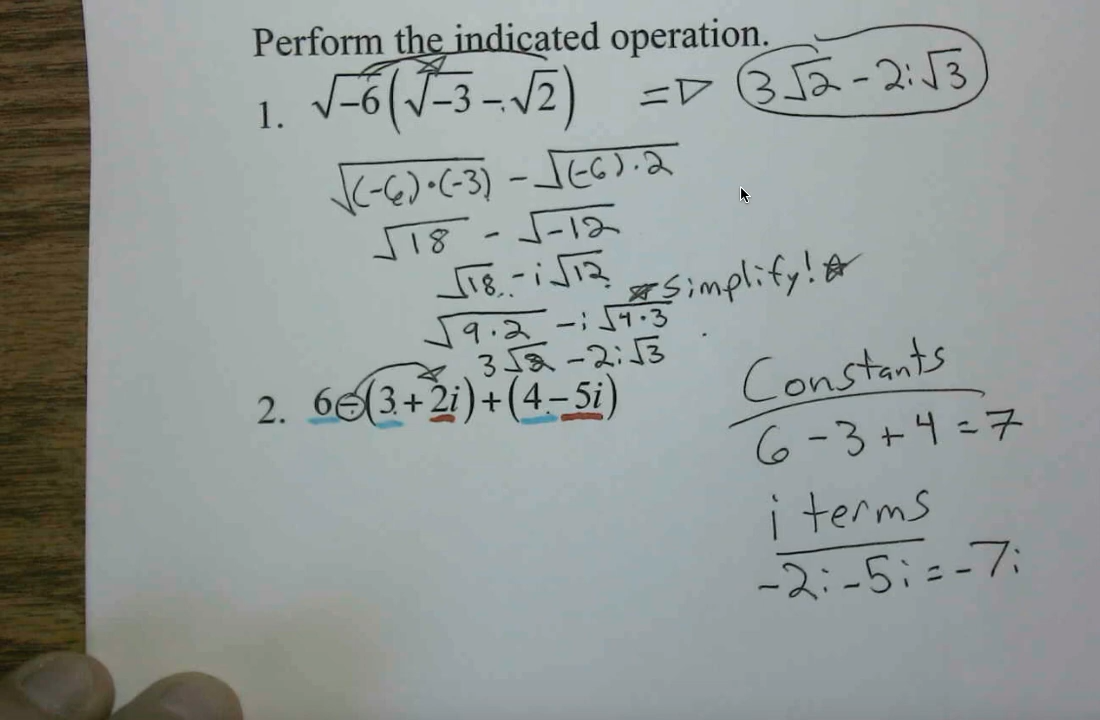 Perform the indicated operation.
1. √-6(√-3 - √2) => 3√2 - 2i√3
√(-6)·(-3) - √(-6)·2
√18 - √-12
√18 - i√12 simplify!
√9·2 - i√4·3
3√2 - 2i√3
2. 6-(3+2i)+(4-5i)
Constants
6-3+4=7
i terms
-2i-5i=-7i